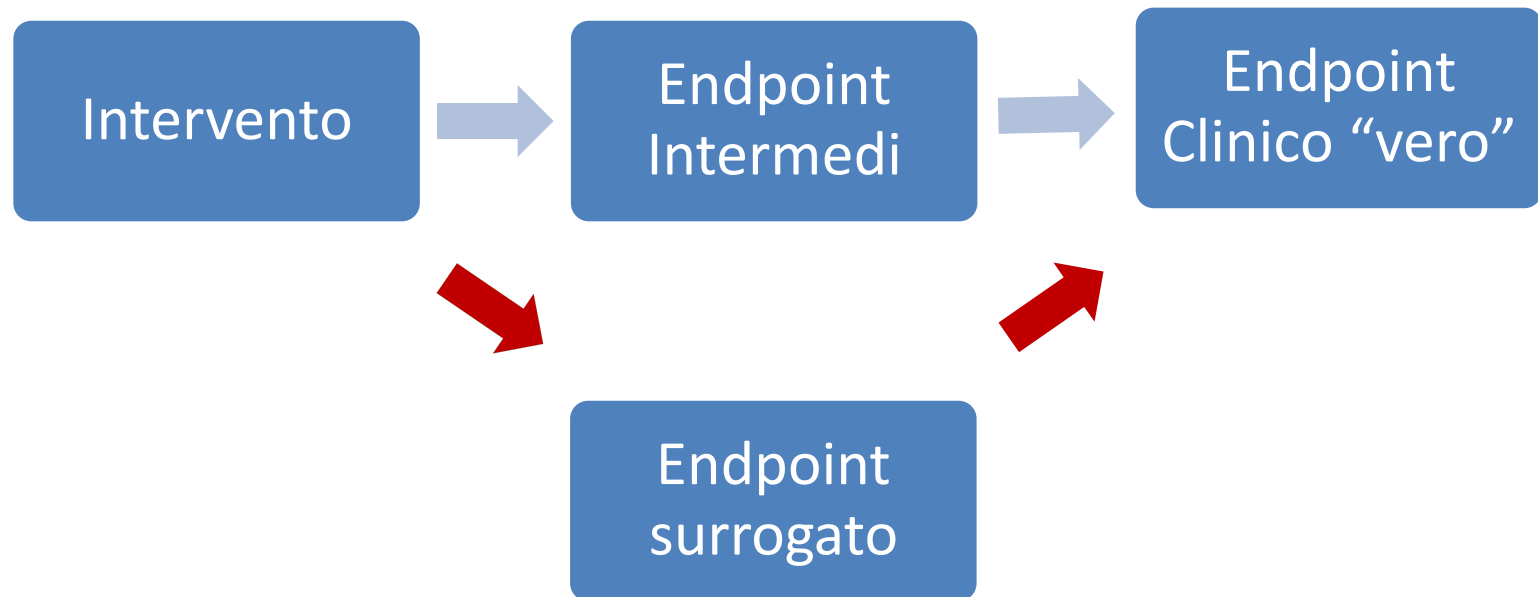 Intervento
Endpoint
Intermedi
Endpoint
Clinico “vero”
Endpoint
surrogato